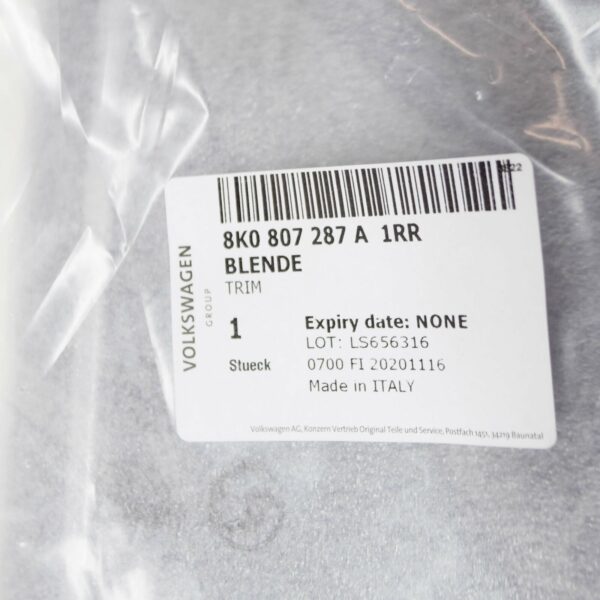 8K0 807 287 A 1RR
BLENDE
TRIM
VOLKSWAGEN
GROUP
1
Stueck
Expiry date: NONE
LOT: LS656316
0700 FI 20201116
Made in ITALY
Volkswagen AG, Konzern Vertrieb Original Teile und Service, Postfach 1451, 34219 Baunatal